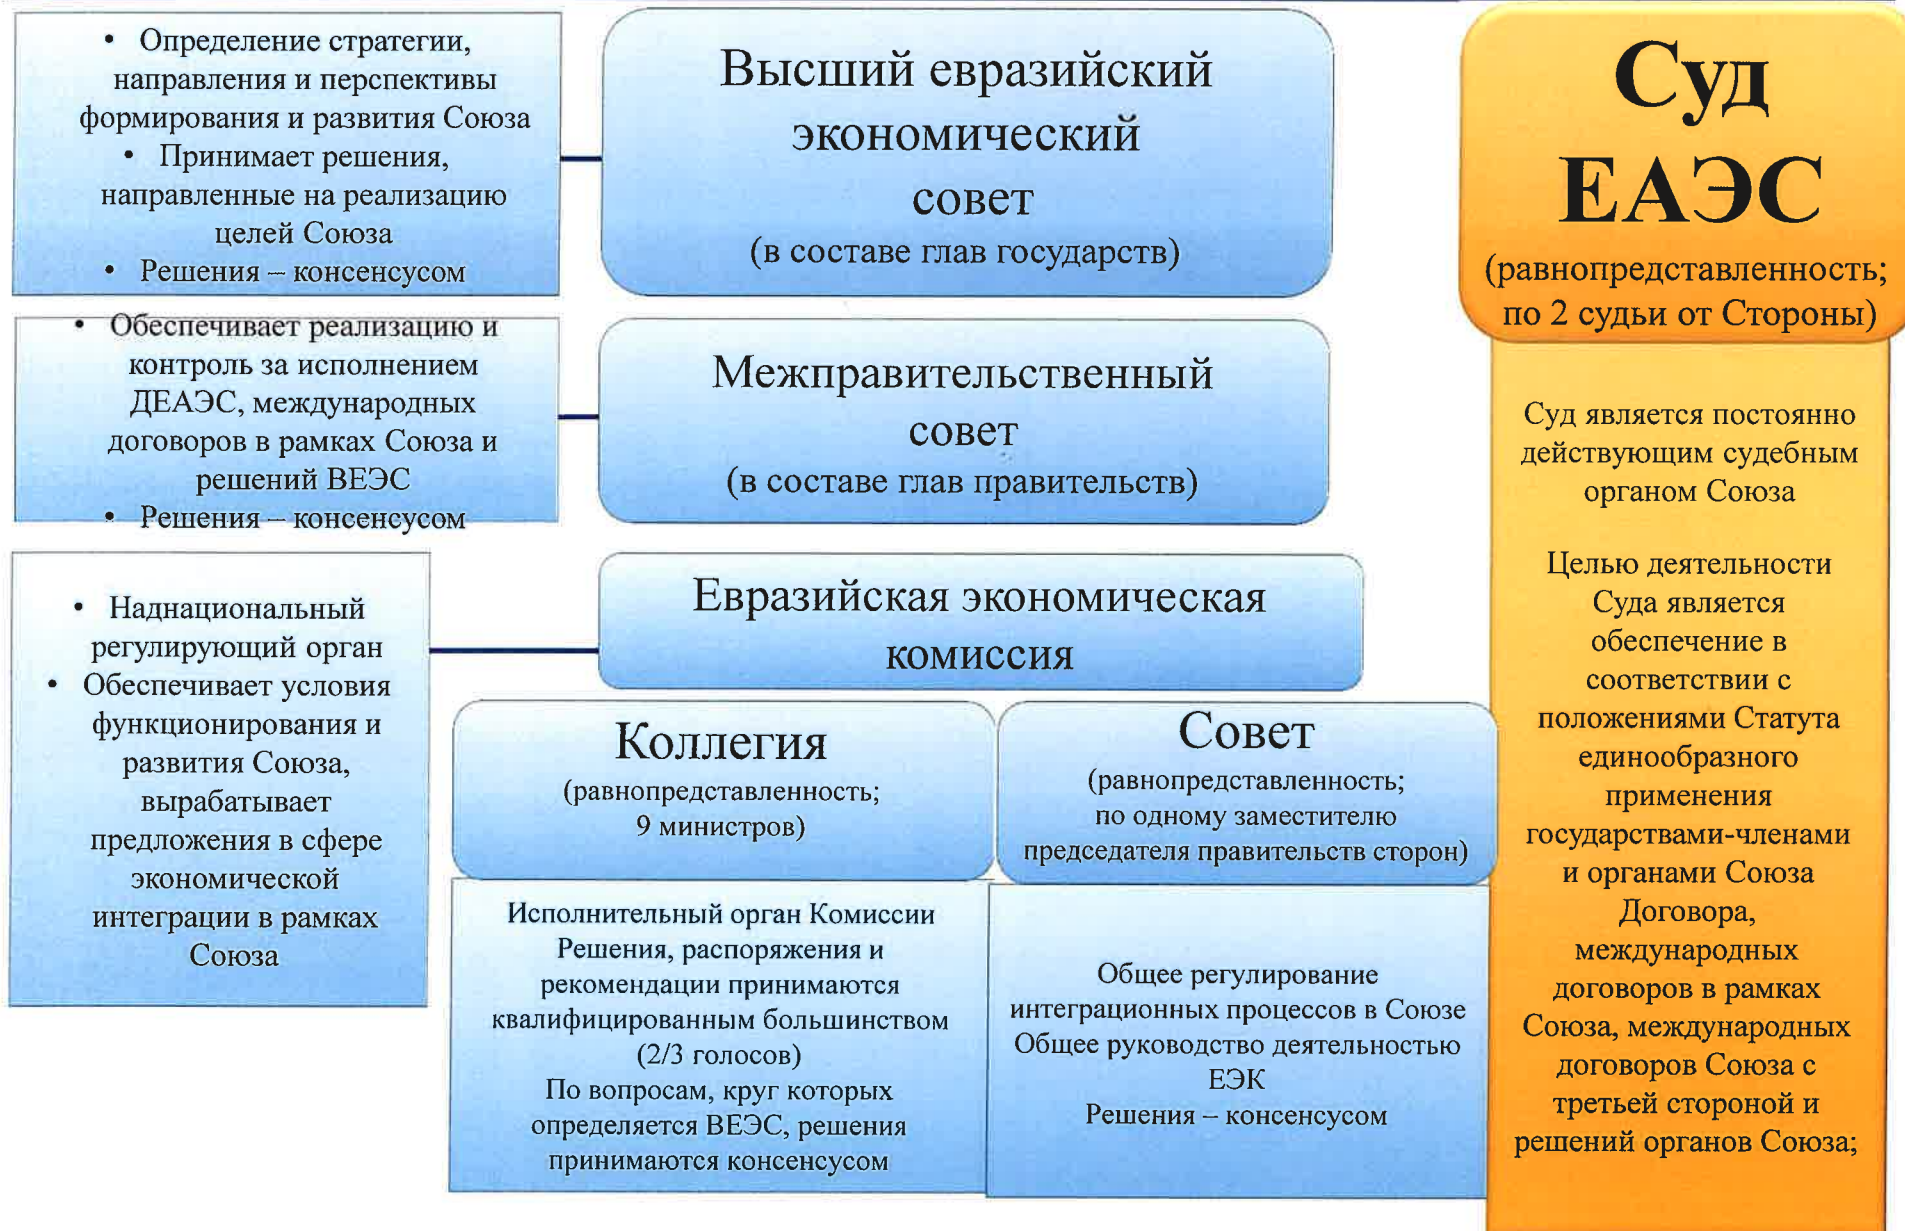 • Определение стратегии,
направления и перспективы
формирования и развития Союза
• Принимает решения,
направленные на реализацию
целей Союза
• Решения – консенсусом
Высший евразийский
экономический
совет
(в составе глав государств)
• Обеспечивает реализацию и
контроль за исполнением
ДЕАЭС, международных
договоров в рамках Союза и
решений ВЕЭС
• Решения – консенсусом
Межправительственный
совет
(в составе глав правительств)
• Наднациональный
регулирующий орган
• Обеспечивает условия
функционирования и
развития Союза,
вырабатывает
предложения в сфере
экономической
интеграции в рамках
Союза
Евразийская экономическая
комиссия
Коллегия
(равнопредставленность;
9 министров)
Исполнительный орган Комиссии
Решения, распоряжения и
рекомендации принимаются
квалифицированным большинством
(2/3 голосов)
По вопросам, круг которых
определяется ВЕЭС, решения
принимаются консенсусом
Совет
(равнопредставленность;
по одному заместителю
председателя правительств сторон)
Общее регулирование
интеграционных процессов в Союзе
Общее руководство деятельностью
ЕЭК
Решения – консенсусом
Суд
ЕАЭС
(равнопредставленность;
по 2 судьи от Стороны)
Суд является постоянно
действующим судебным
органом Союза
Целью деятельности
Суда является
обеспечение в
соответствии с
положениями Статута
единообразного
применения
государствами-членами
и органами Союза
Договора,
международных
договоров в рамках
Союза, международных
договоров Союза с
третьей стороной и
решений органов Союза;